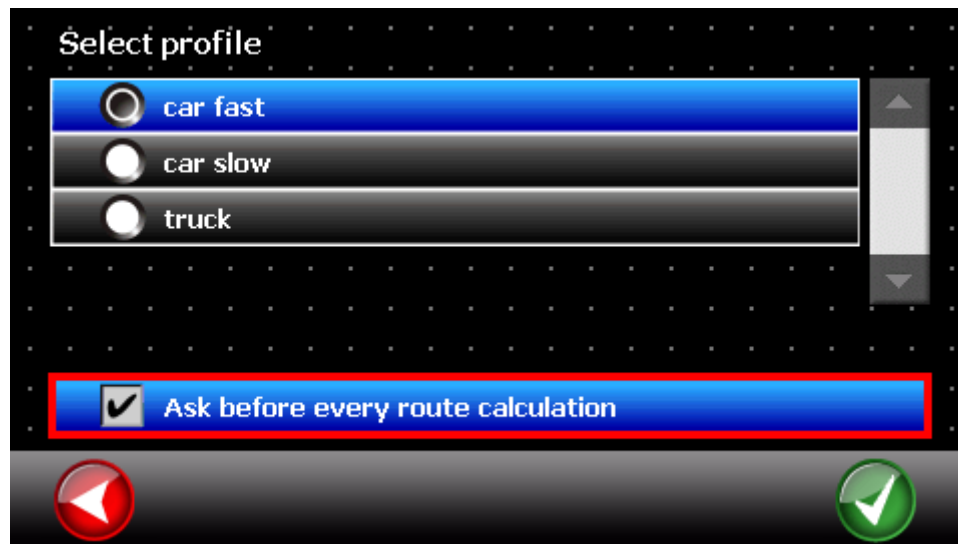 Select profile
car fast
car slow
truck
Ask before every route calculation